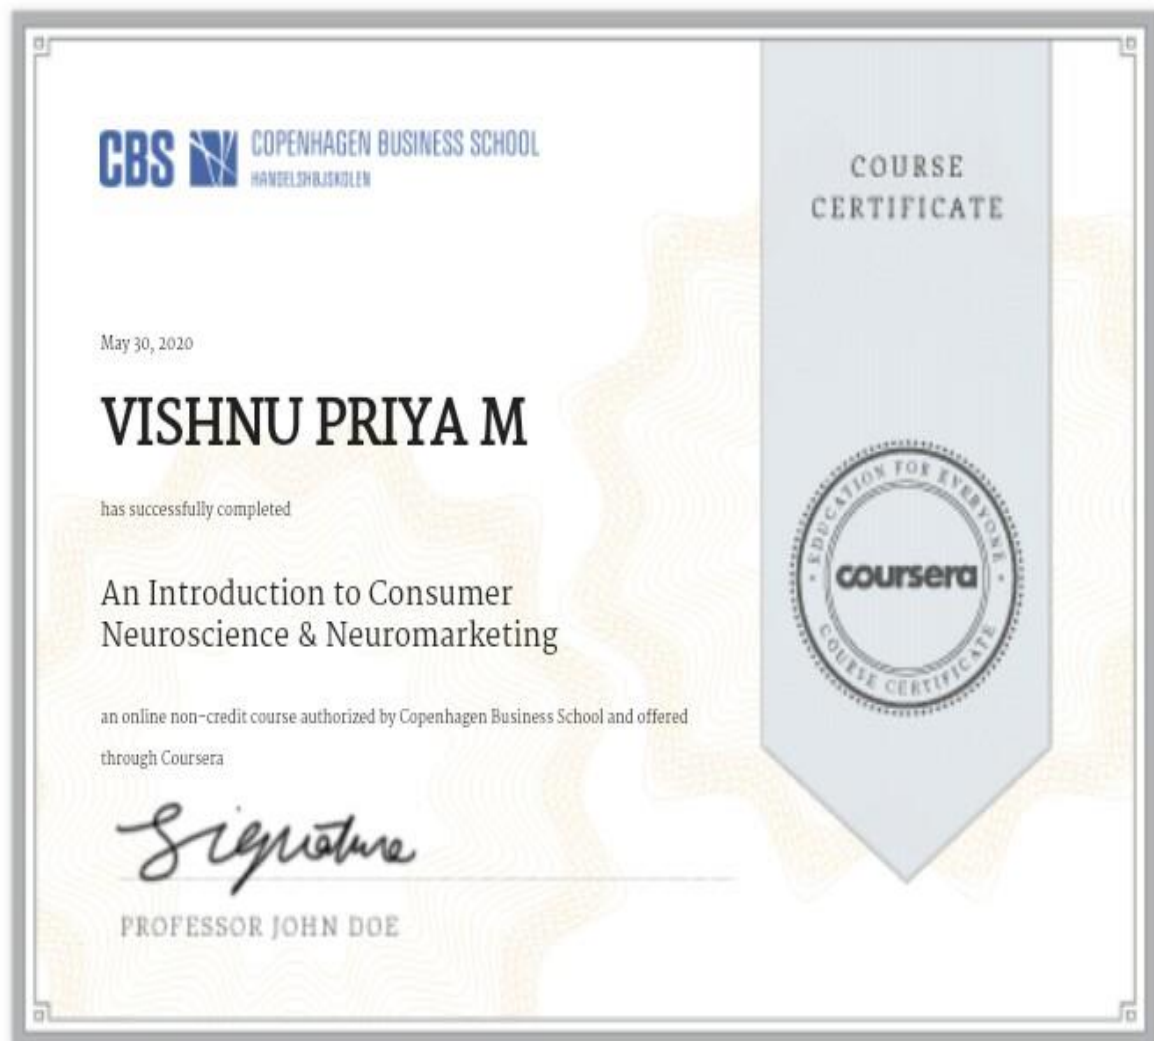 CBS COPENHAGEN BUSINESS SCHOOL
HANDELSHØJSKOLEN
COURSE
CERTIFICATE
May 30, 2020
VISHNU PRIYA M
has successfully completed
An Introduction to Consumer
Neuroscience & Neuromarketing
an online non-credit course authorized by Copenhagen Business School and offered
through Coursera
Signature
PROFESSOR JOHN DOE
EDUCATION FOR EVERYONE
coursera
COURSE CERTIFICATE